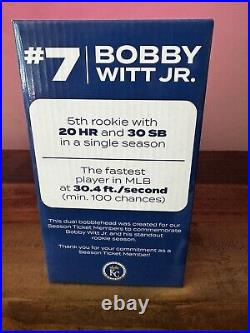 #7
BOBBY
WITT JR.
5th rookie with
20 HR and 30 SB
in a single season
The fastest
player in MLB
at 30.4 ft./second
(min. 100 chances)
This dual bobblehead was created for our
Season Ticket Members to commemorate
Bobby Witt Jr. and his standout
rookie season.
Thank you for your commitment as a
Season Ticket Member!
KC